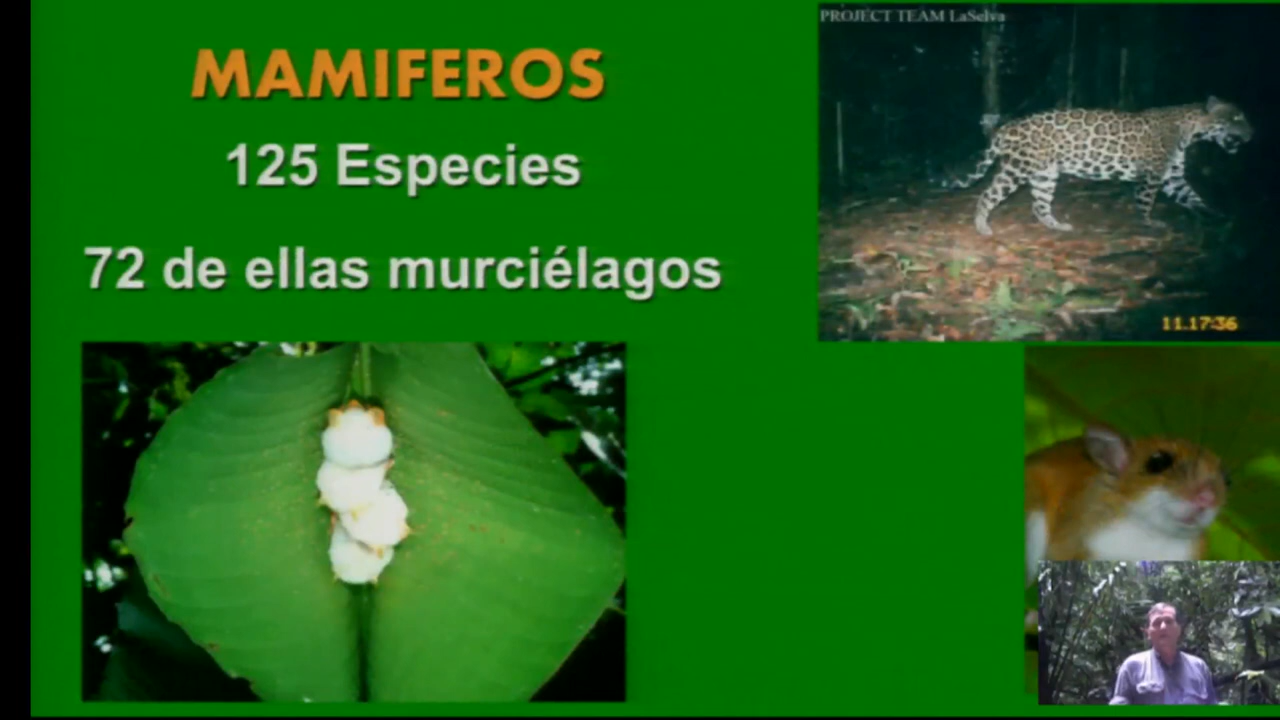 MAMIFEROS
125 Especies
72 de ellas murciélagos
PROJECT TEAM LaSelva
11.17:36